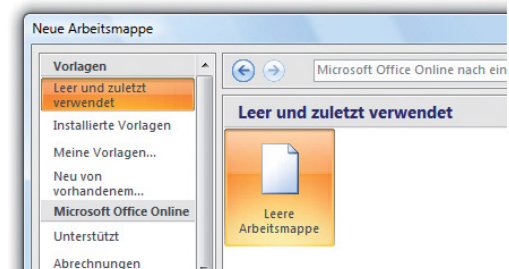 Neue Arbeitsmappe
Vorlagen
Leer und zuletzt
verwendet
Installierte Vorlagen
Meine Vorlagen...
Neu von
vorhandenem...
Microsoft Office Online
Unterstützt
Abrechnungen
Microsoft Office Online nach ein
Leer und zuletzt verwendet
Leere
Arbeitsmappe